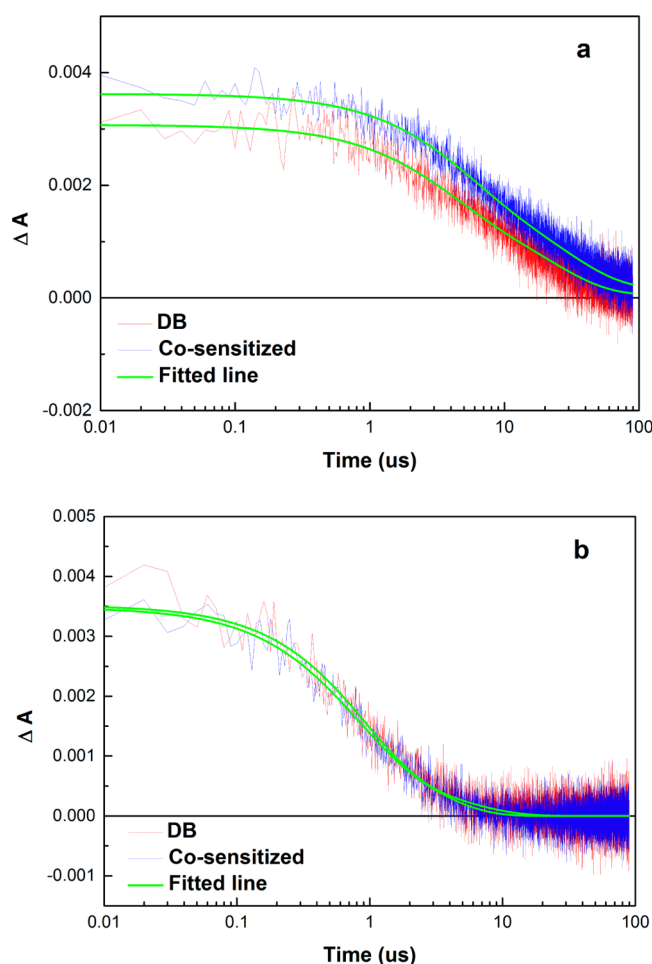 a
0.004
0.002
Δ A
0.000
DB
Co-sensitized
Fitted line
-0.002
0.01 0.1 1 10 100
Time (us)
0.005
b
0.004
0.003
0.002
Δ A
0.001
0.000
DB
Co-sensitized
-0.001
Fitted line
0.01 0.1 1 10 100
Time (us)